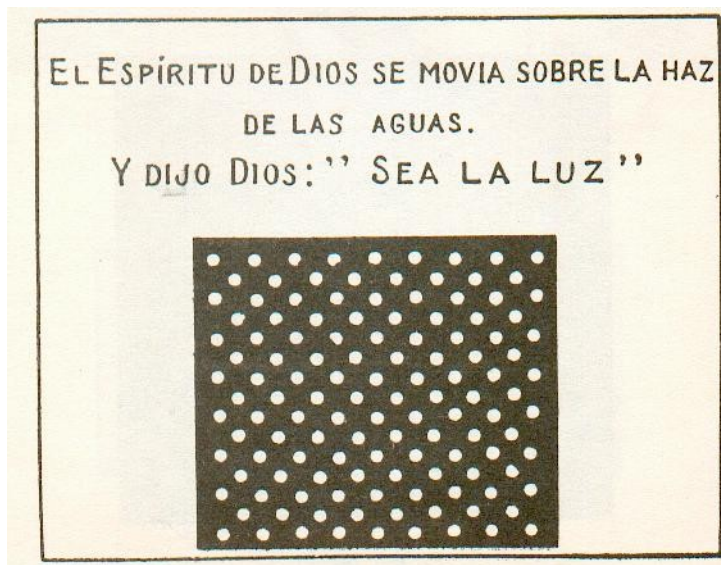 EL ESPÍRITU DE DIOS SE MOVIA SOBRE LA HAZ
DE LAS AGUAS.
Y DIJO DIOS: " SEA LA LUZ "